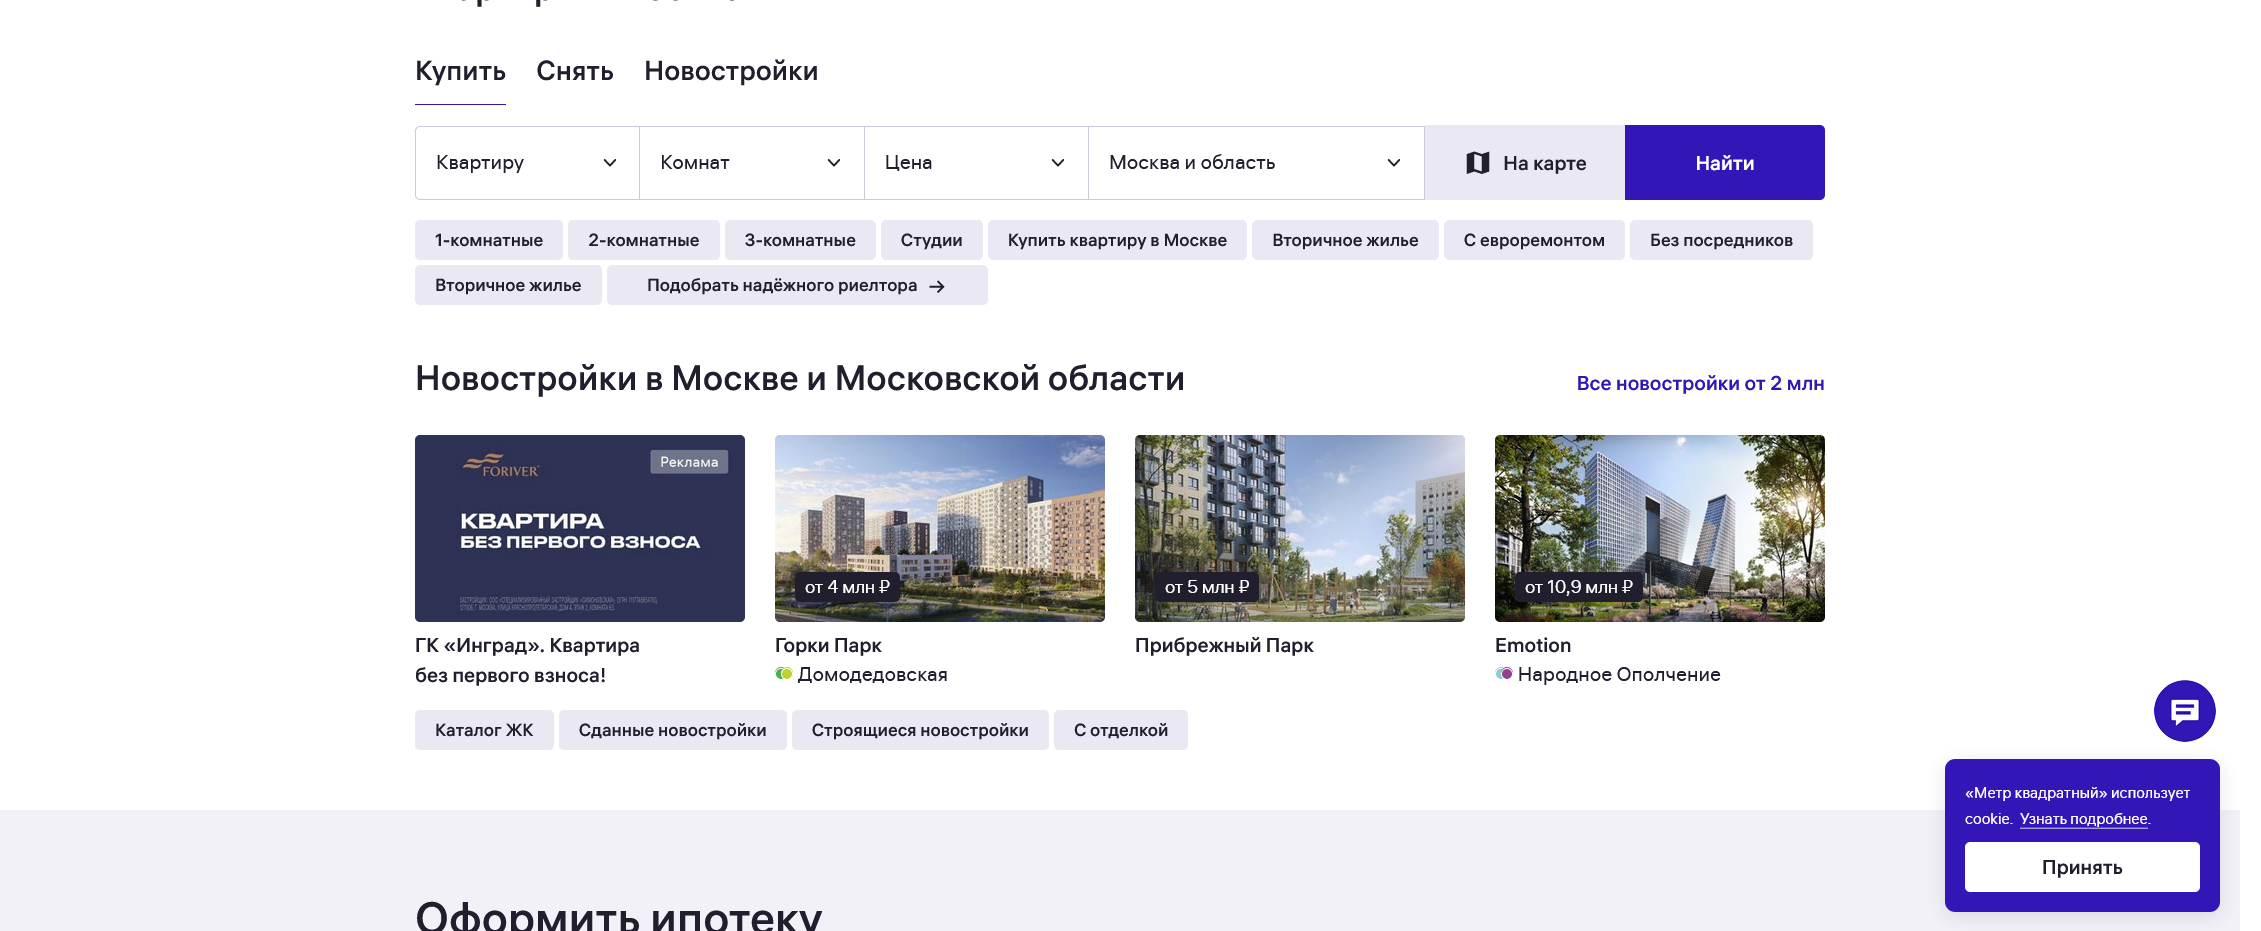 Купить Снять Новостройки
Квартиру Комнат Цена Москва и область На карте Найти
1-комнатные 2-комнатные 3-комнатные Студии Купить квартиру в Москве Вторичное жилье С евроремонтом Без посредников
Вторичное жилье Подобрать надёжного риелтора →
Новостройки в Москве и Московской области
Все новостройки от 2 млн
FORIVER
Реклама
КВАРТИРА
БЕЗ ПЕРВОГО ВЗНОСА
от 4 млн ₽
от 5 млн ₽
от 10,9 млн ₽
ГК «Инград». Квартира
без первого взноса!
Горки Парк
Домодедовская
Прибрежный Парк
Emotion
Народное Ополчение
Каталог ЖК Сданные новостройки Строящиеся новостройки С отделкой
«Метр квадратный» использует
cookie. Узнать подробнее.
Принять
Оформить ипотеку